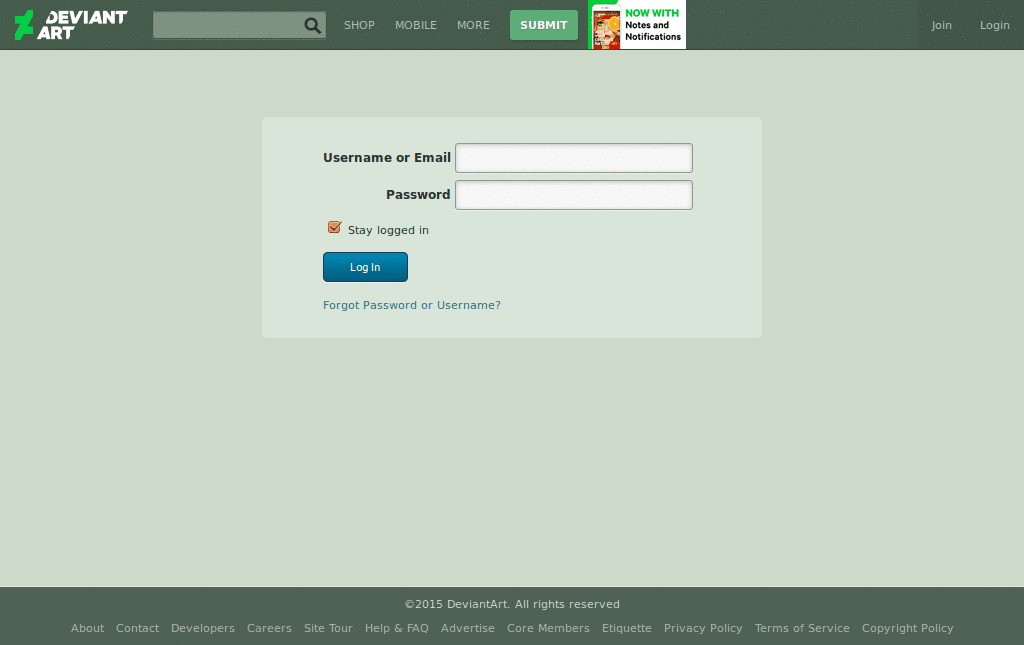 DEVIANT
ART
SHOP MOBILE MORE SUBMIT
NOW WITH
Notes and
Notifications
Join Login
Username or Email
Password
Stay logged in
Log In
Forgot Password or Username?
©2015 DeviantArt. All rights reserved
About Contact Developers Careers Site Tour Help & FAQ Advertise Core Members Etiquette Privacy Policy Terms of Service Copyright Policy